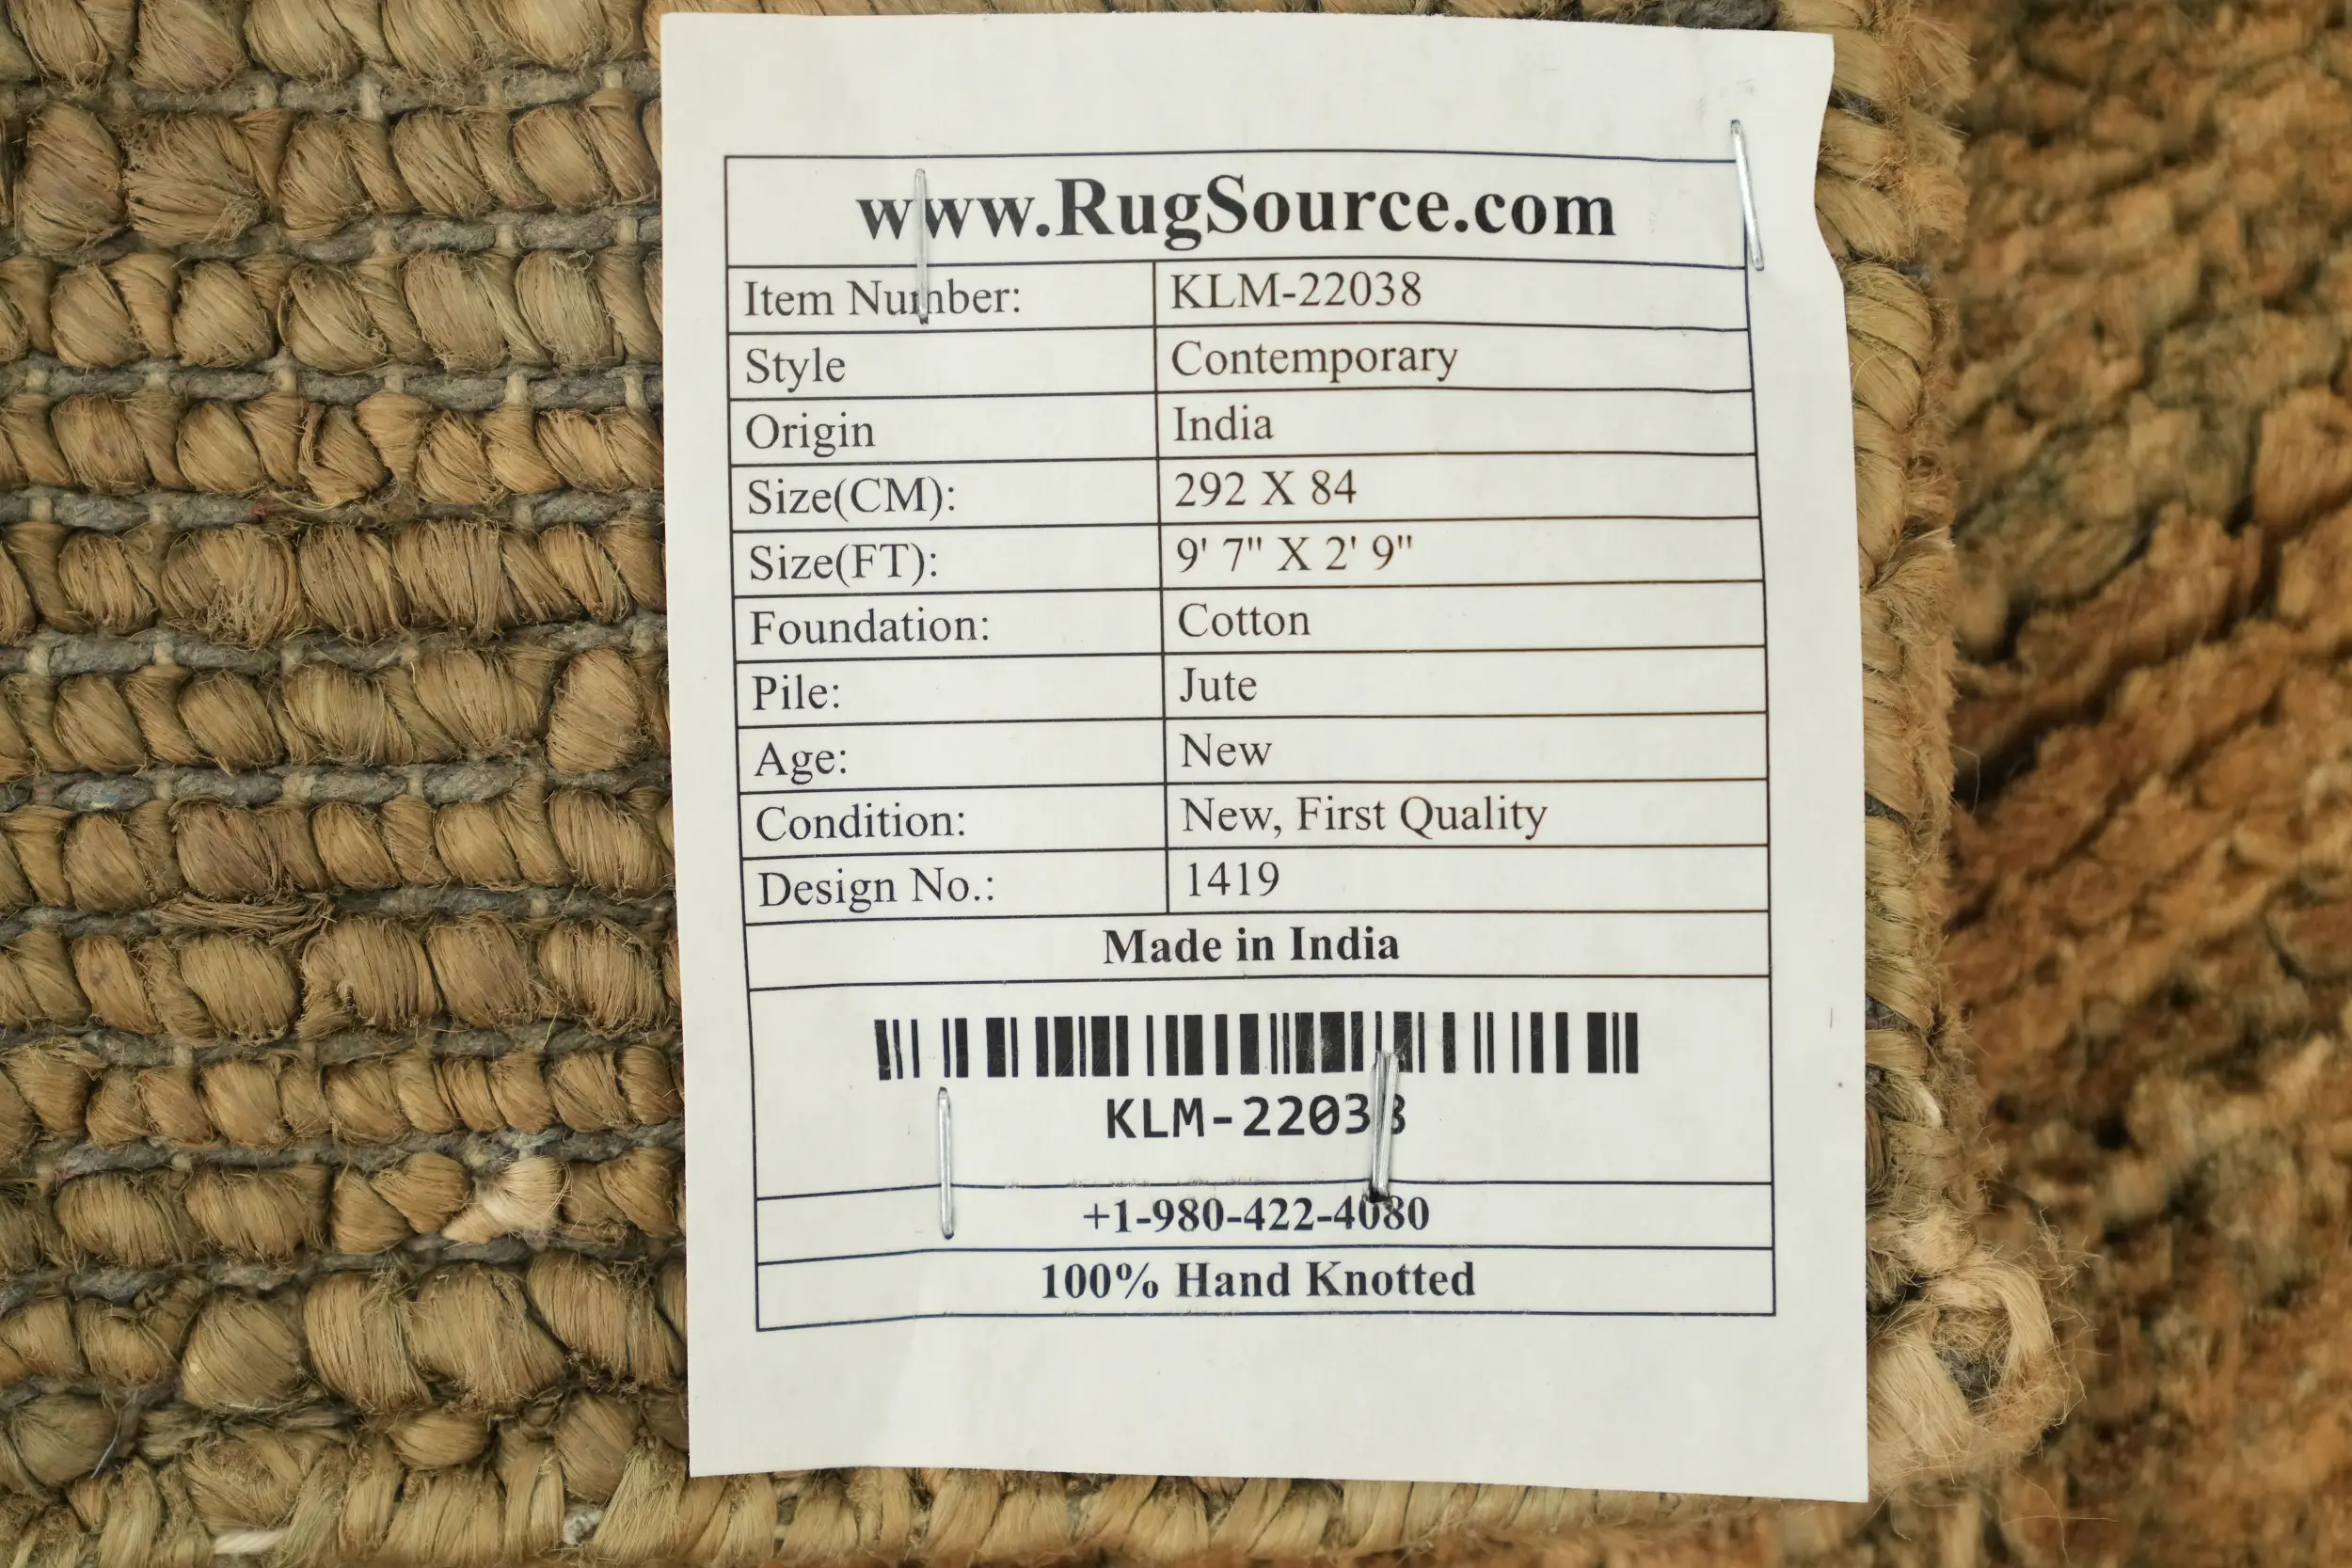 www.RugSource.com
Item Number: KLM-22038
Style Contemporary
Origin India
Size(CM): 292 X 84
Size(FT): 9' 7" X 2' 9"
Foundation: Cotton
Pile: Jute
Age: New
Condition: New, First Quality
Design No.: 1419
Made in India
KLM-22038
+1-980-422-4080
100% Hand Knotted